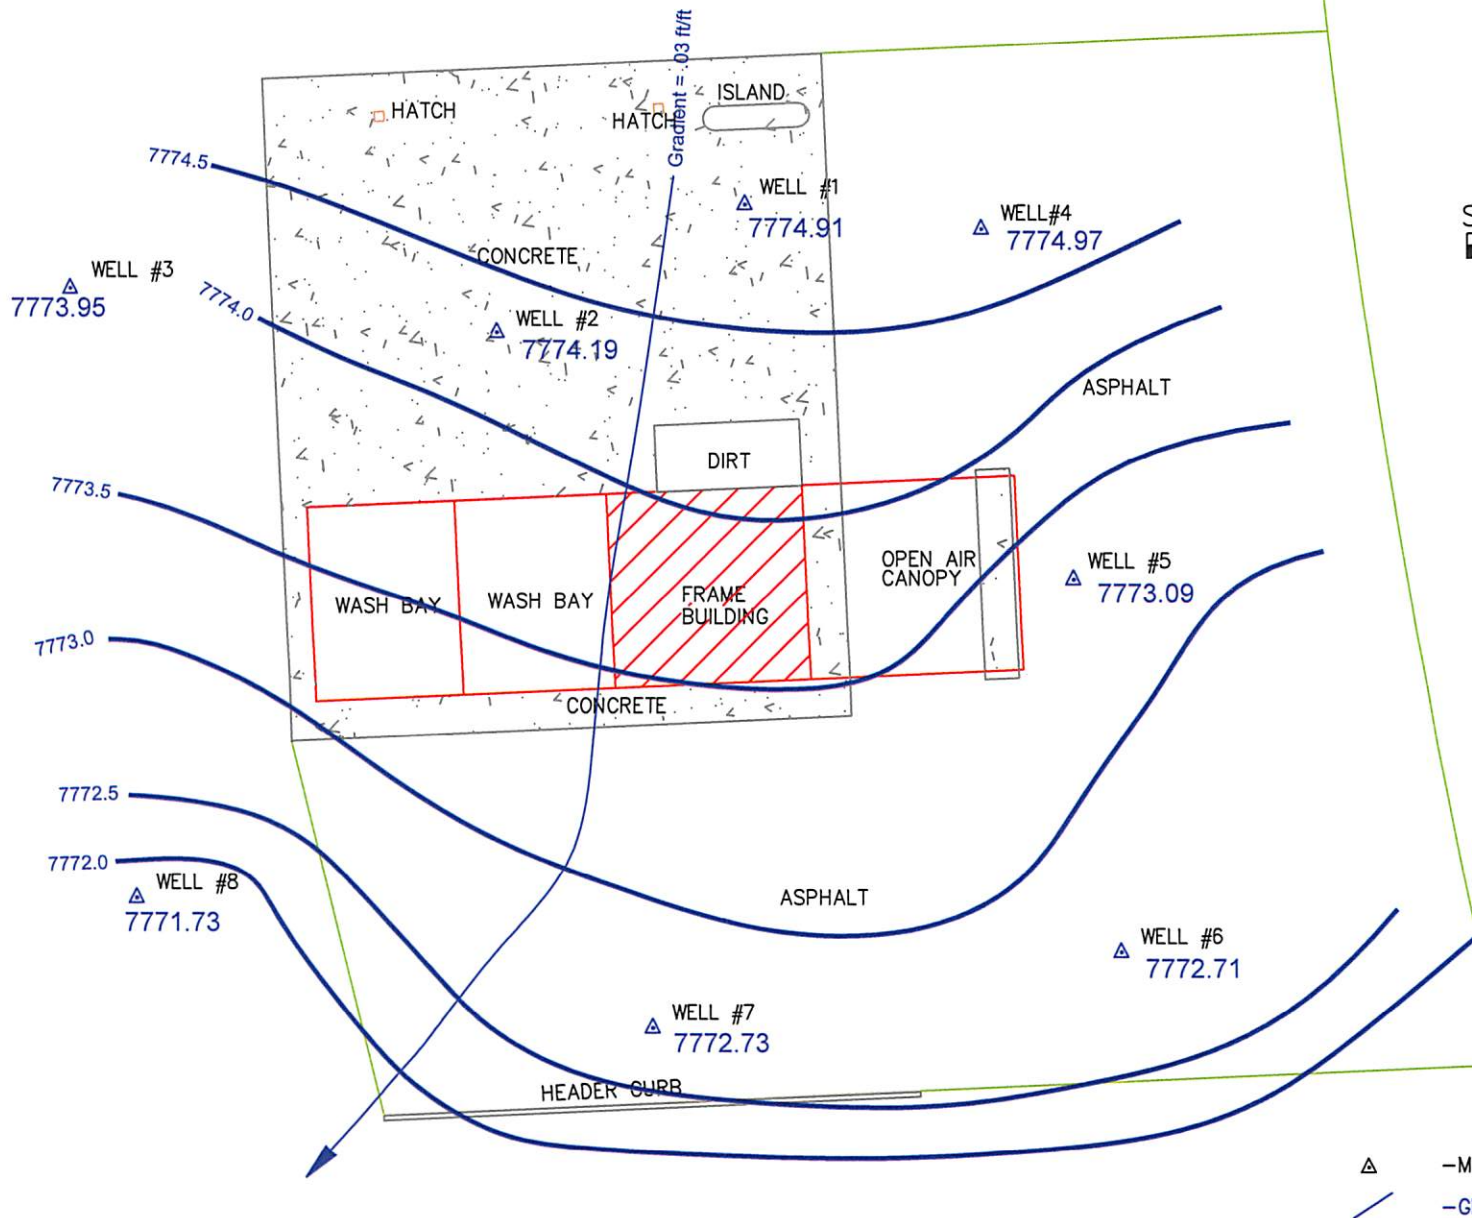 Gradient = .03 ft/ft
HATCH
HATCH
ISLAND
7774.5
WELL #1
7774.91
WELL#4
7774.97
CONCRETE
WELL #3
7773.95
7774.0
WELL #2
7774.19
ASPHALT
DIRT
7773.5
OPEN AIR
CANOPY
WELL #5
7773.09
WASH BAY
WASH BAY
FRAME
BUILDING
7773.0
CONCRETE
7772.5
7772.0
WELL #8
7771.73
ASPHALT
WELL #6
7772.71
WELL #7
7772.73
HEADER CURB
-M
-G